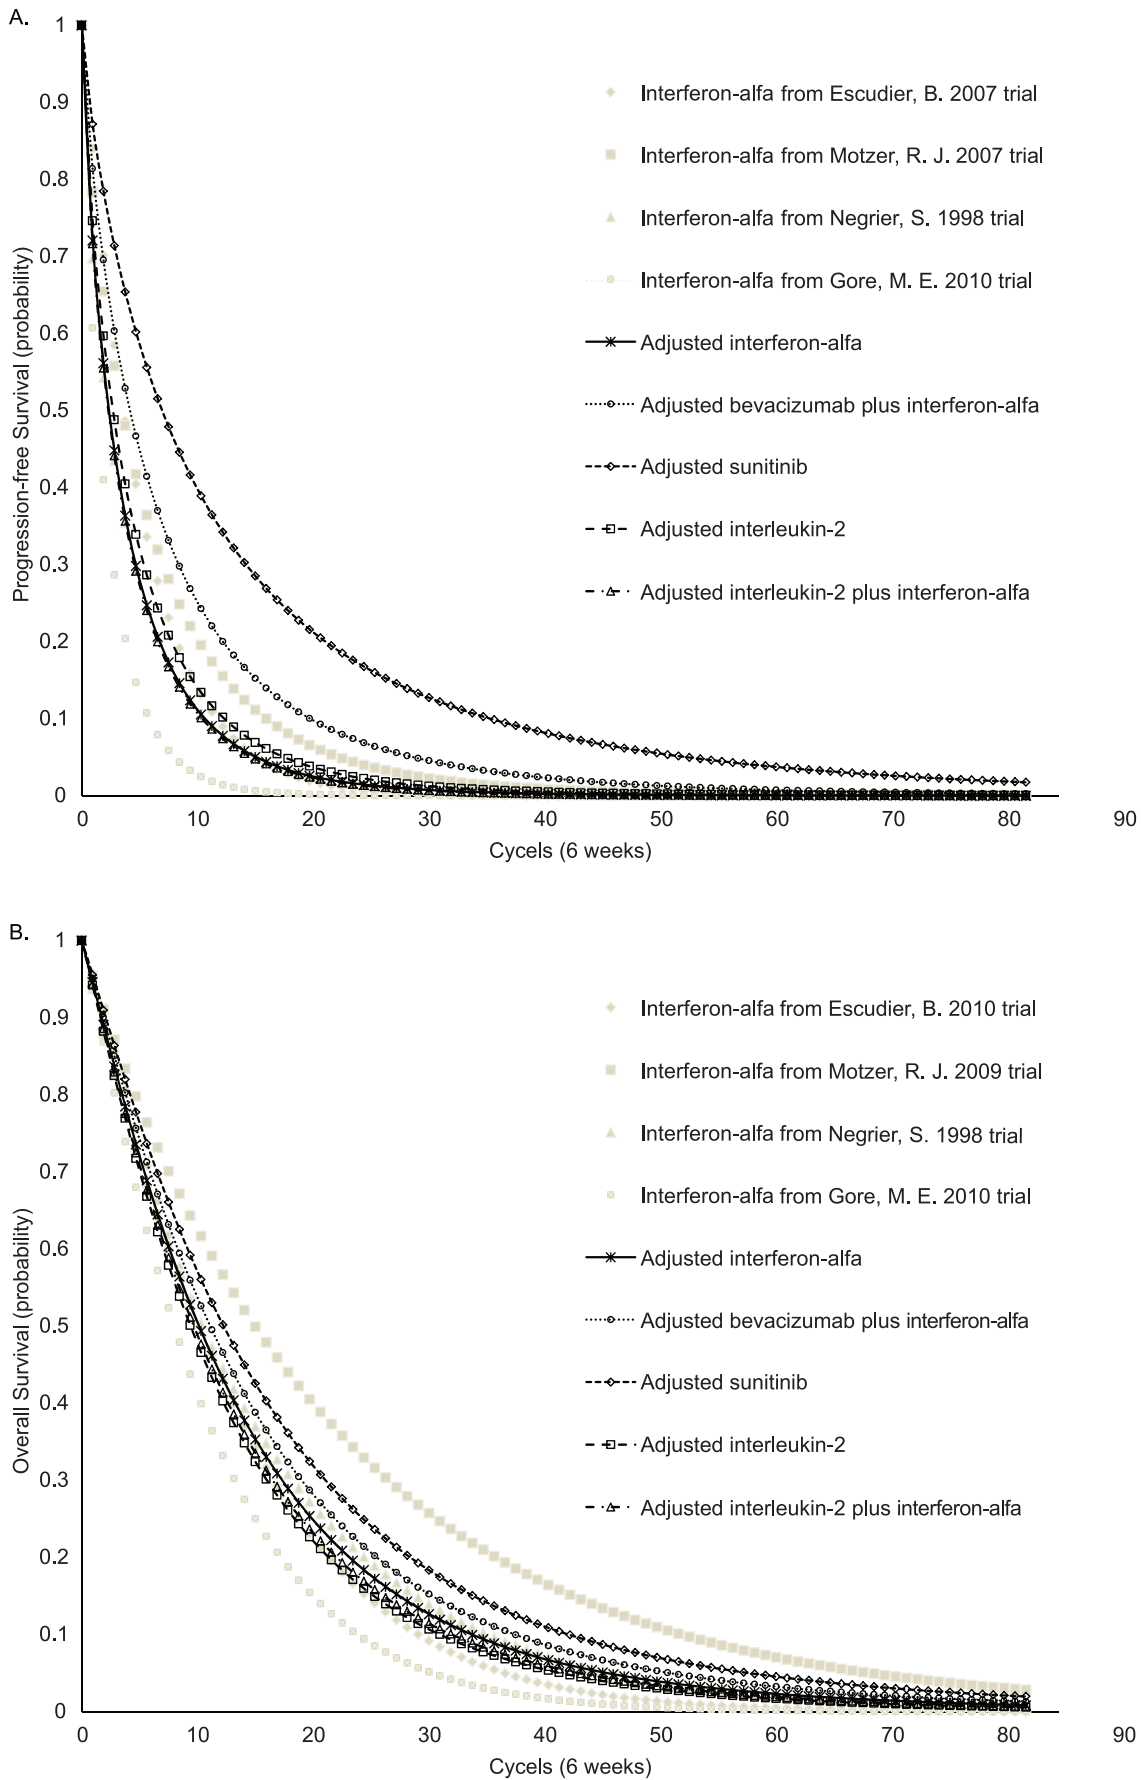 A.
Progression-free Survival (probability)
1
0.9
0.8
0.7
0.6
0.5
0.4
0.3
0.2
0.1
0
Interferon-alfa from Escudier, B. 2007 trial
Interferon-alfa from Motzer, R. J. 2007 trial
Interferon-alfa from Negrier, S. 1998 trial
Interferon-alfa from Gore, M. E. 2010 trial
Adjusted interferon-alfa
Adjusted bevacizumab plus interferon-alfa
Adjusted sunitinib
Adjusted interleukin-2
Adjusted interleukin-2 plus interferon-alfa
0 10 20 30 40 50 60 70 80 90
Cycels (6 weeks)
B.
Overall Survival (probability)
1
0.9
0.8
0.7
0.6
0.5
0.4
0.3
0.2
0.1
0
Interferon-alfa from Escudier, B. 2010 trial
Interferon-alfa from Motzer, R. J. 2009 trial
Interferon-alfa from Negrier, S. 1998 trial
Interferon-alfa from Gore, M. E. 2010 trial
Adjusted interferon-alfa
Adjusted bevacizumab plus interferon-alfa
Adjusted sunitinib
Adjusted interleukin-2
Adjusted interleukin-2 plus interferon-alfa
0 10 20 30 40 50 60 70 80 90
Cycels (6 weeks)